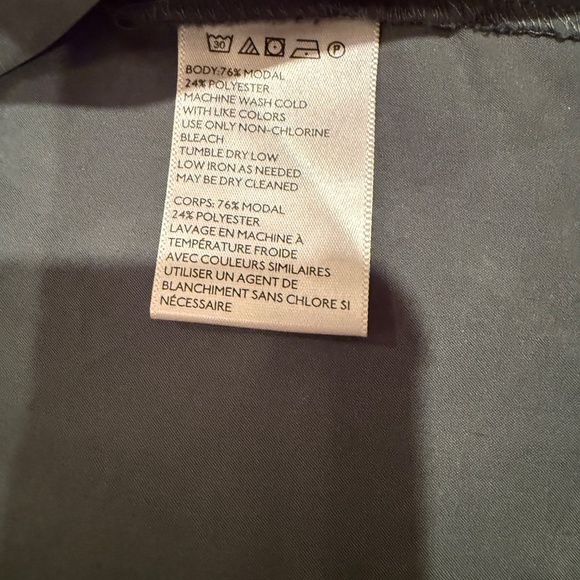 30 P
BODY:76% MODAL
24% POLYESTER
MACHINE WASH COLD
WITH LIKE COLORS
USE ONLY NON-CHLORINE
BLEACH
TUMBLE DRY LOW
LOW IRON AS NEEDED
MAY BE DRY CLEANED
CORPS: 76% MODAL
24% POLYESTER
LAVAGE EN MACHINE À
TEMPÉRATURE FROIDE
AVEC COULEURS SIMILAIRES
UTILISER UN AGENT DE
BLANCHIMENT SANS CHLORE SI
NÉCESSAIRE